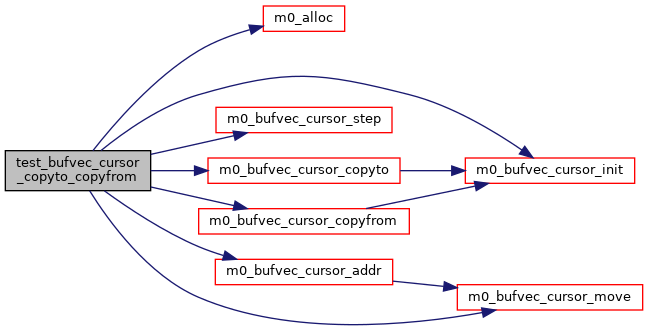 m0_alloc
m0_bufvec_cursor_step
test_bufvec_cursor
_copyto_copyfrom
m0_bufvec_cursor_copyto
m0_bufvec_cursor_init
m0_bufvec_cursor_copyfrom
m0_bufvec_cursor_addr
m0_bufvec_cursor_move